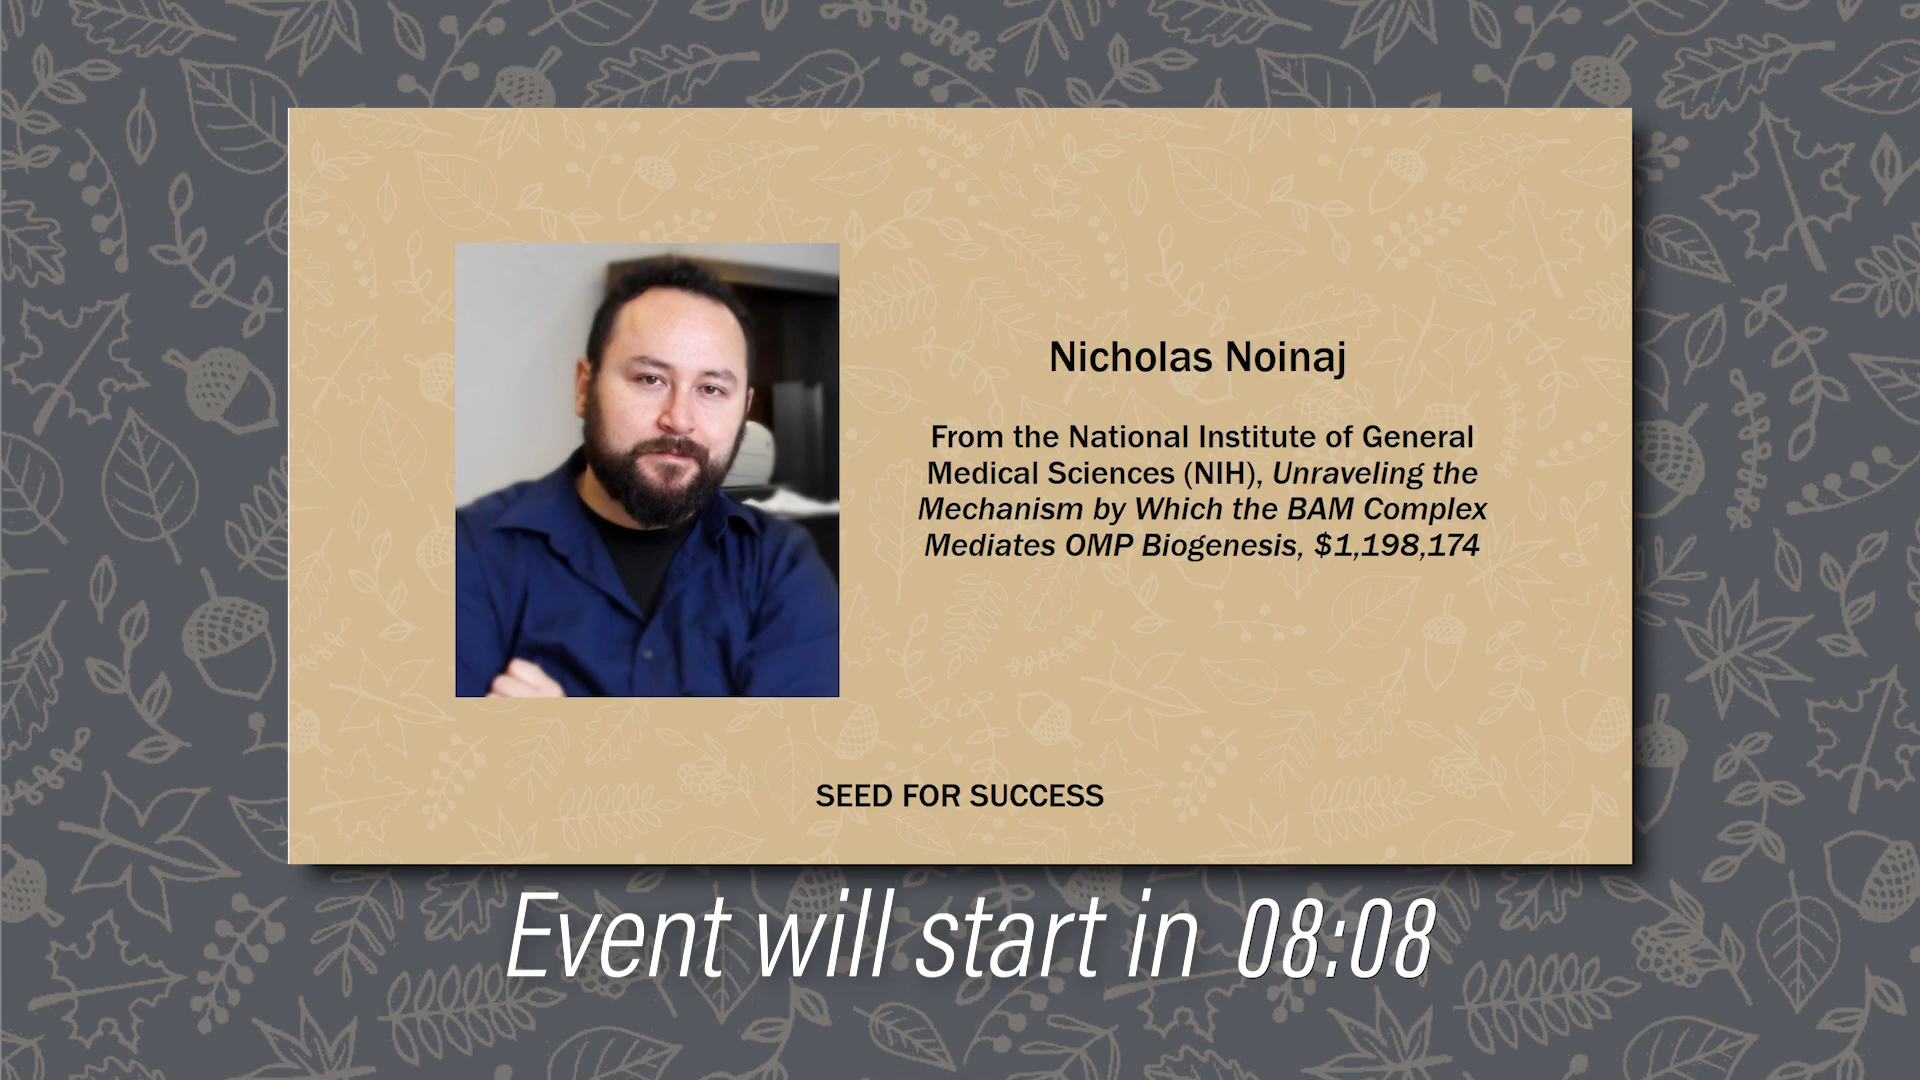 Nicholas Noinaj
From the National Institute of General
Medical Sciences (NIH), Unraveling the
Mechanism by Which the BAM Complex
Mediates OMP Biogenesis, $1,198,174
SEED FOR SUCCESS
Event will start in 08:08